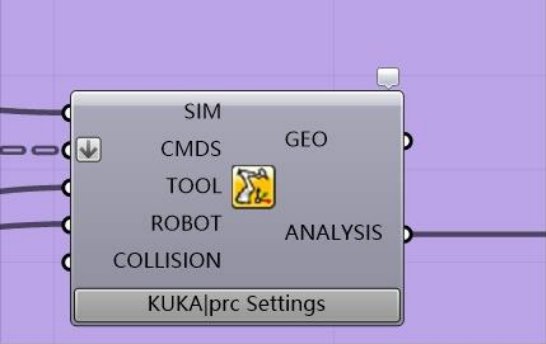 SIM
CMDS
TOOL
ROBOT
COLLISION
GEO
ANALYSIS
KUKA|prc Settings